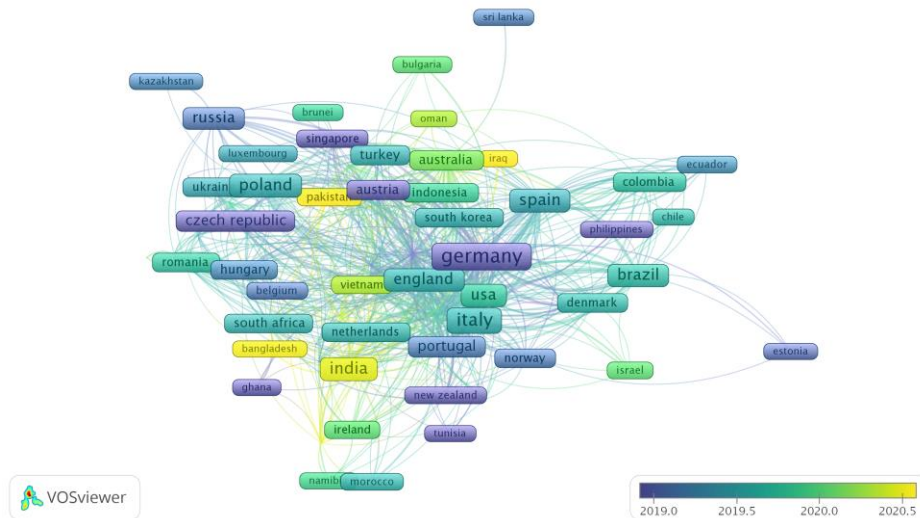 sri lanka
bulgaria
kazakhstan
russia
brunei
oman
singapore
luxembourg
turkey
australia
iraq
ecuador
ukrain
poland
pakistan
austria
indonesia
colombia
spain
czech republic
south korea
chile
philippines
germany
romania
hungary
england
brazil
belgium
vietnam
usa
denmark
south africa
netherlands
italy
bangladesh
portugal
norway
estonia
india
israel
ghana
new zealand
ireland
tunisia
namib
morocco
VOSviewer
2019.0 2019.5 2020.0 2020.5